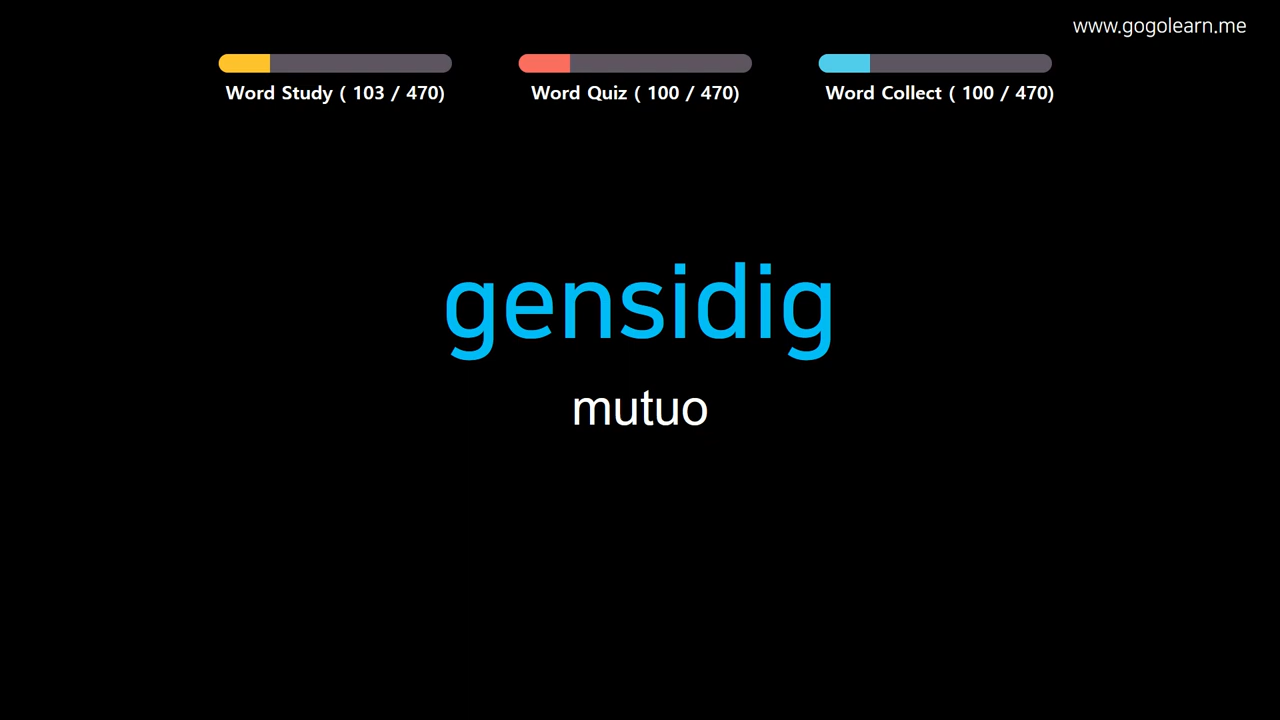 www.gogolearn.me
Word Study ( 103 / 470)
Word Quiz ( 100 / 470)
Word Collect ( 100 / 470)
gensidig
mutuo